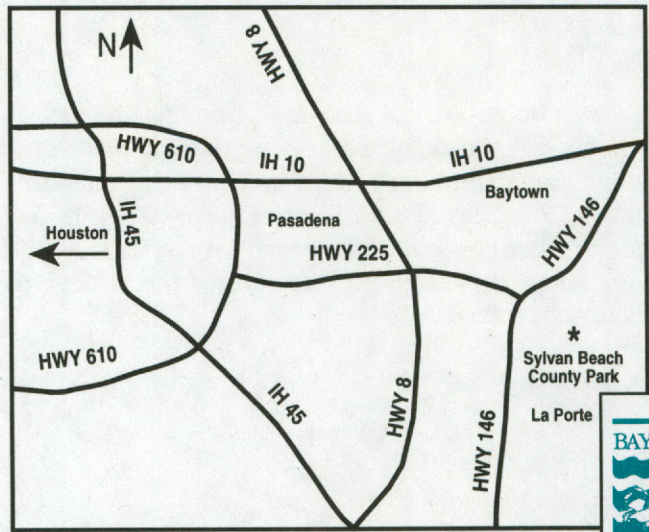 N
HWY 8
HWY 610
IH 10
IH 10
Baytown
IH 45
Houston
Pasadena
HWY 146
HWY 225
HWY 610
Sylvan Beach
County Park
IH 45
HWY 8
HWY 146
La Porte
BAY